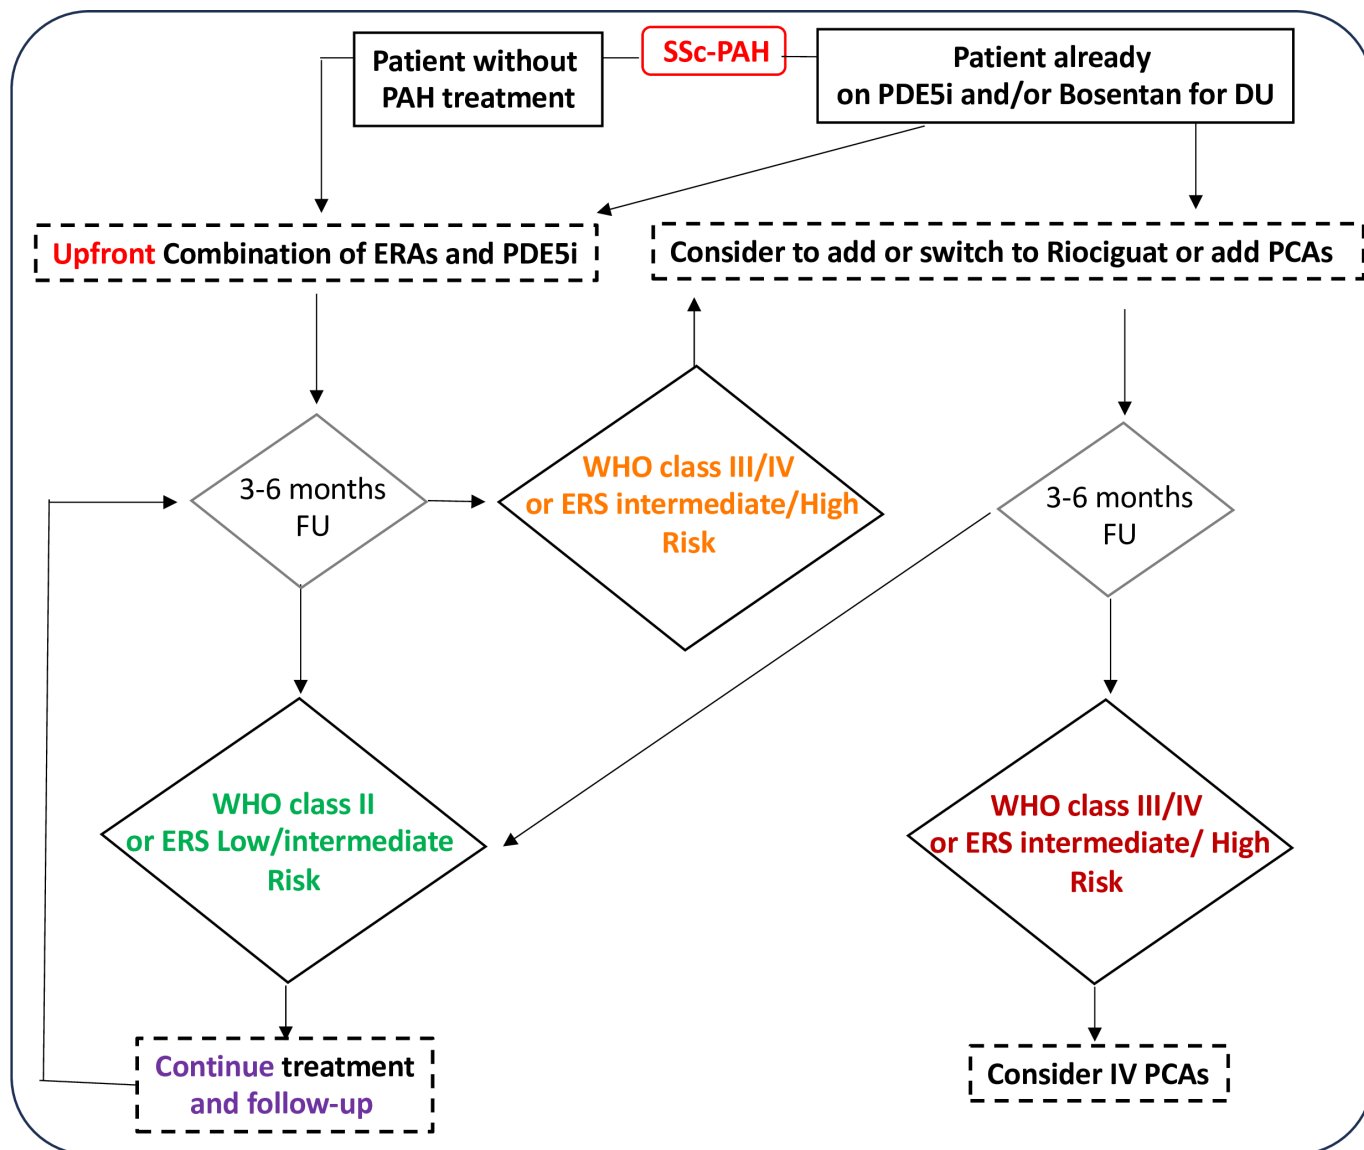 SSc-PAH
Patient without
PAH treatment
Patient already
on PDE5i and/or Bosentan for DU
Upfront Combination of ERAs and PDE5i
Consider to add or switch to Riociguat or add PCAs
3-6 months
FU
WHO class III/IV
or ERS intermediate/High
Risk
3-6 months
FU
WHO class II
or ERS Low/intermediate
Risk
WHO class III/IV
or ERS intermediate/ High
Risk
Continue treatment
and follow-up
Consider IV PCAs